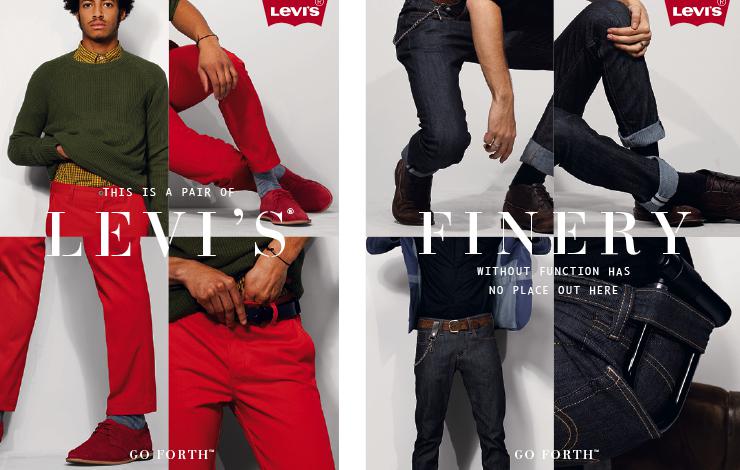 LEVI'S®
THIS IS A PAIR OF
LEVI'S®
GO FORTH™
LEVI'S®
FINERY
WITHOUT FUNCTION HAS
NO PLACE OUT HERE
GO FORTH™